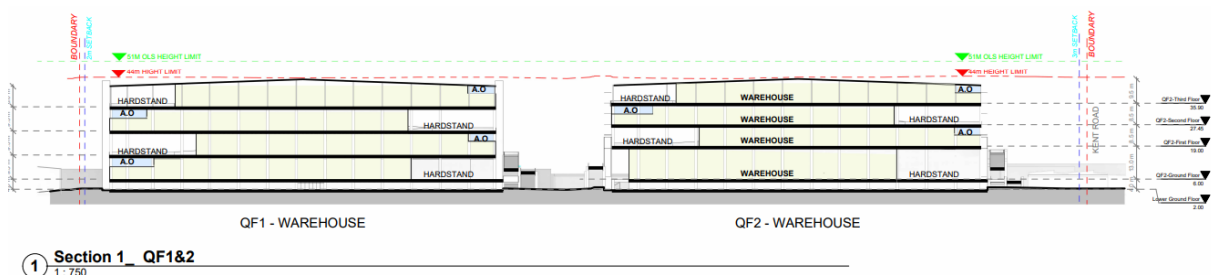 BOUNDARY
3m SETBACK
51M OLS HEIGHT LIMIT
44m HIGHT LIMIT
A.O
HARDSTAND
A.O
HARDSTAND
A.O
HARDSTAND
A.O
HARDSTAND
QF1 - WAREHOUSE
51M OLS HEIGHT LIMIT
44m HEIGHT LIMIT
3m SETBACK
BOUNDARY
A.O
HARDSTAND
WAREHOUSE
A.O
WAREHOUSE
HARDSTAND
A.O
HARDSTAND
WAREHOUSE
WAREHOUSE
HARDSTAND
QF2 - WAREHOUSE
KENT ROAD
QF2-Third Floor
35.90
QF2-Second Floor
27.45
QF2-First Floor
19.00
QF2-Ground Floor
6.00
Lower Ground Floor
2.00
1
Section 1_ QF1&2
1 : 750